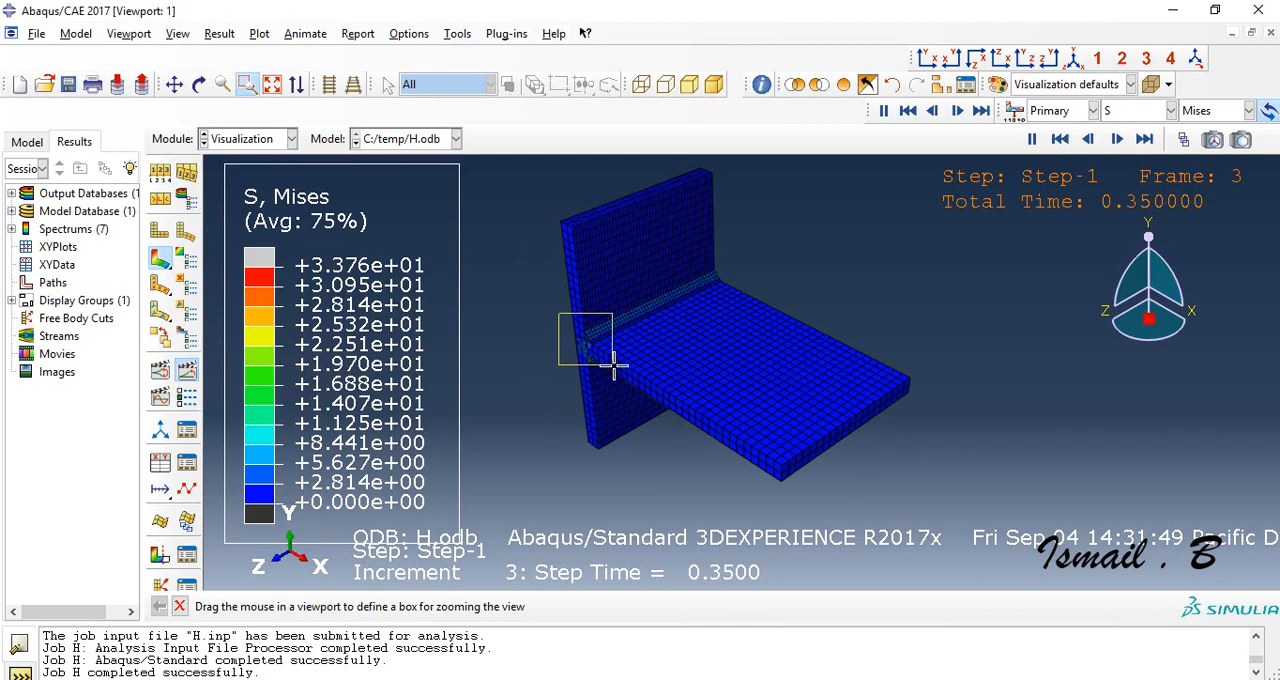 Abaqus/CAE 2017 [Viewport: 1]
File Model Viewport View Result Plot Animate Report Options Tools Plug-ins Help
1 2 3 4
All
Visualization defaults
Primary S Mises
Model Results
Module: Visualization Model: C:/temp/H.odb
Sessio
Output Databases (1
Model Database (1)
Spectrums (7)
XYPlots
XYData
Paths
Display Groups (1)
Free Body Cuts
Streams
Movies
Images
S, Mises
(Avg: 75%)
+3.376e+01
+3.095e+01
+2.814e+01
+2.532e+01
+2.251e+01
+1.970e+01
+1.688e+01
+1.407e+01
+1.125e+01
+8.441e+00
+5.627e+00
+2.814e+00
+0.000e+00
Step: Step-1 Frame: 3
Total Time: 0.350000
Y
Z X
Y
Z X
ODB: H.odb Abaqus/Standard 3DEXPERIENCE R2017x Fri Sep 04 14:31:49 Pacific D
Step: Step-1
Increment 3: Step Time = 0.3500
Ismail . B
Drag the mouse in a viewport to define a box for zooming the view
SIMULIA
The job input file "H.inp" has been submitted for analysis.
Job H: Analysis Input File Processor completed successfully.
Job H: Abaqus/Standard completed successfully.
Job H completed successfully.
>>>